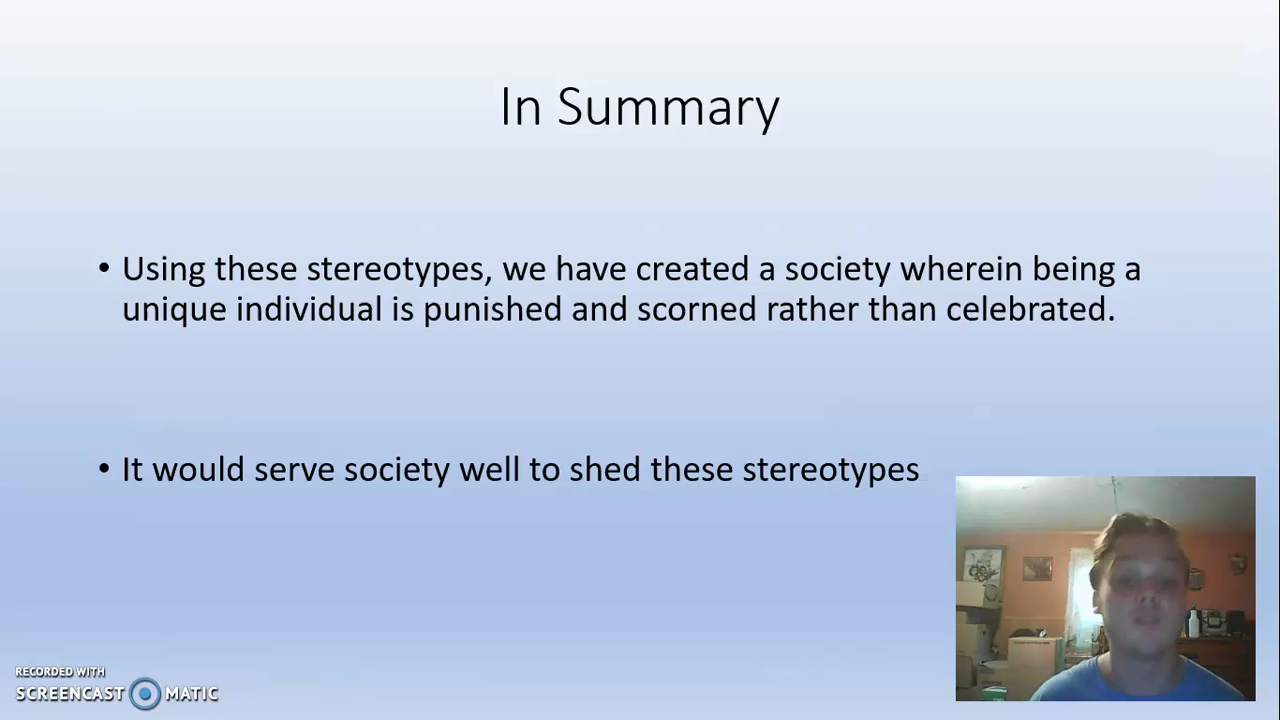 In Summary
• Using these stereotypes, we have created a society wherein being a
unique individual is punished and scorned rather than celebrated.
• It would serve society well to shed these stereotypes
RECORDED WITH
SCREENCAST MATIC